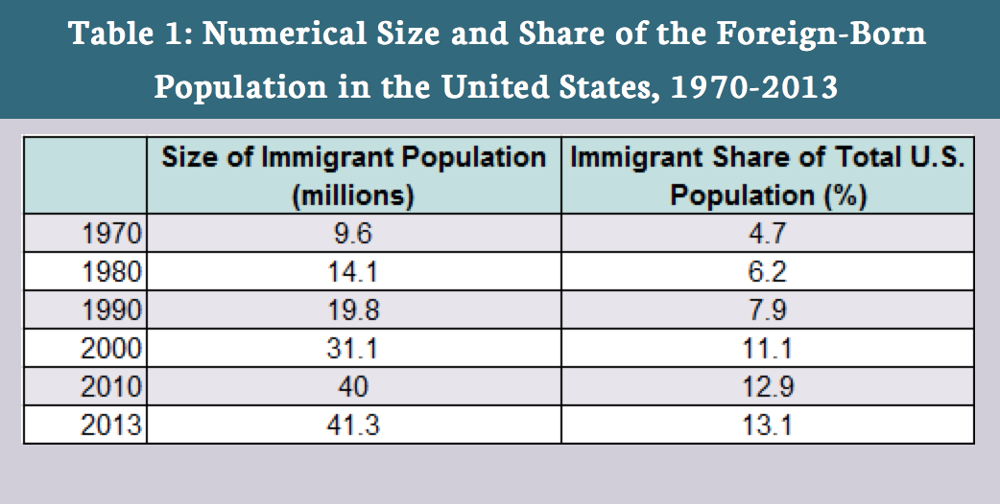 Table 1: Numerical Size and Share of the Foreign-Born
Population in the United States, 1970-2013
Size of Immigrant Population (millions) Immigrant Share of Total U.S. Population (%)
1970 9.6 4.7
1980 14.1 6.2
1990 19.8 7.9
2000 31.1 11.1
2010 40 12.9
2013 41.3 13.1